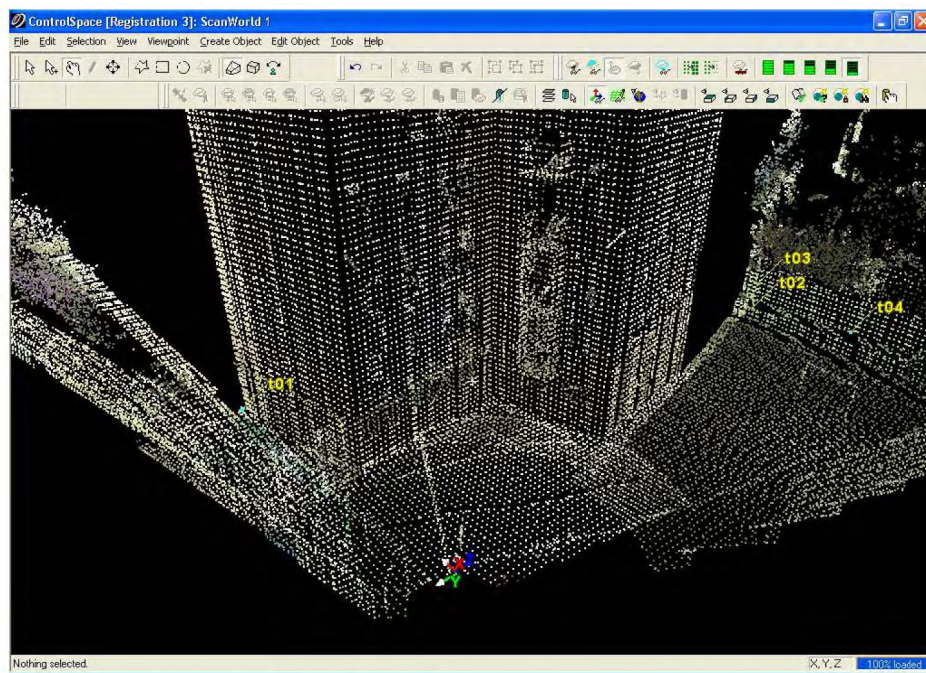 ControlSpace [Registration 3]: ScanWorld 1
File Edit Selection View Viewpoint Create Object Edit Object Tools Help
t03
t02
t04
t01
X Z
Y
Nothing selected.
X, Y, Z
100% loaded